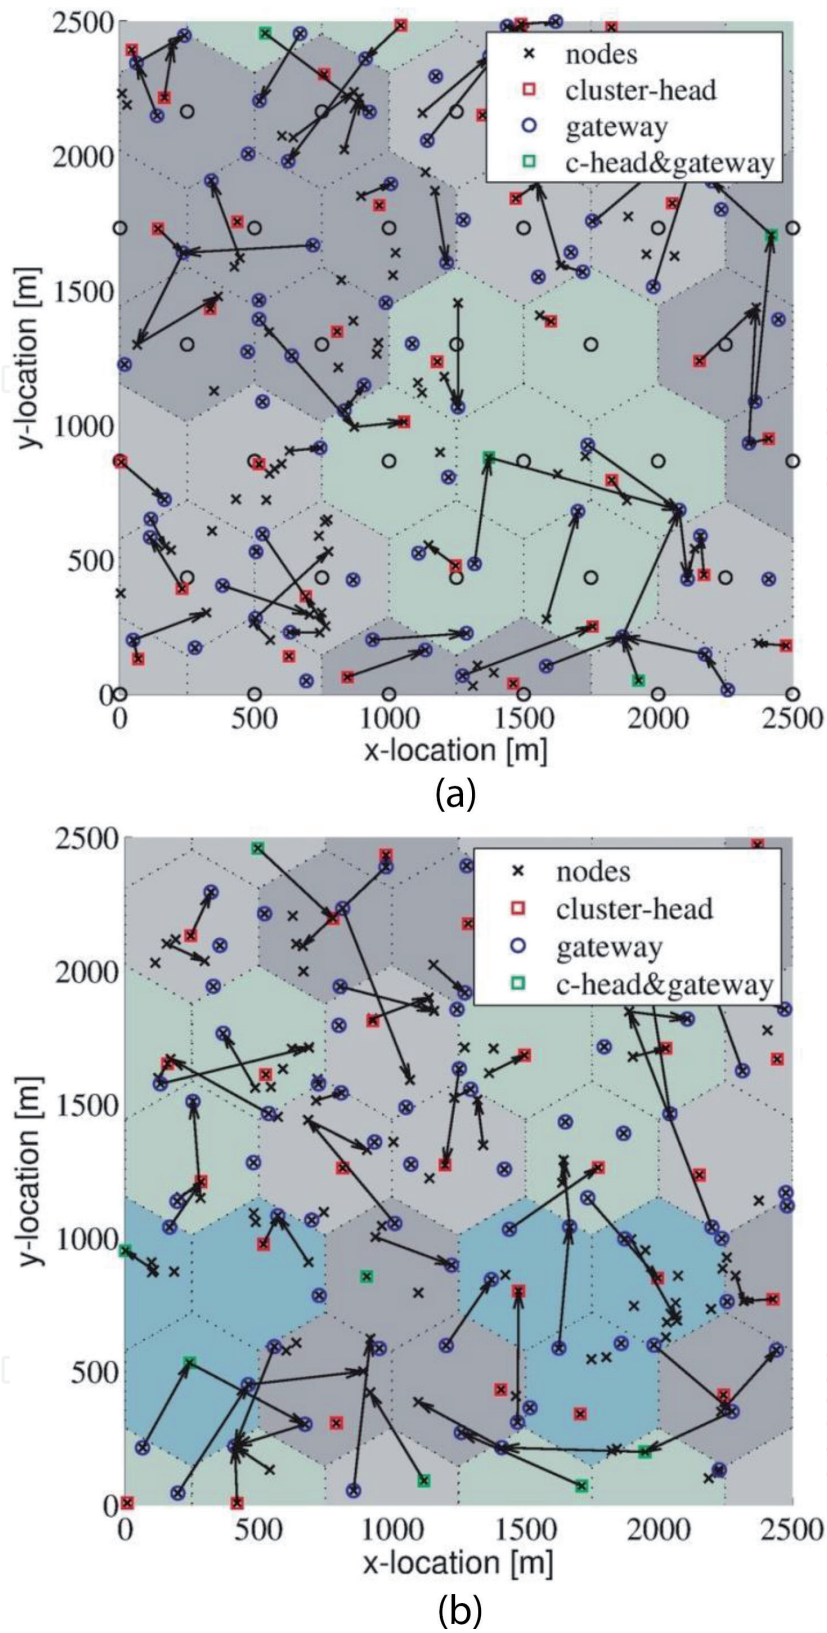 2500
2000
1500
1000
500
0
y-location [m]
nodes
cluster-head
gateway
c-head&gateway
0 500 1000 1500 2000 2500
x-location [m]
(a)
2500
2000
1500
1000
500
0
y-location [m]
nodes
cluster-head
gateway
c-head&gateway
0 500 1000 1500 2000 2500
x-location [m]
(b)